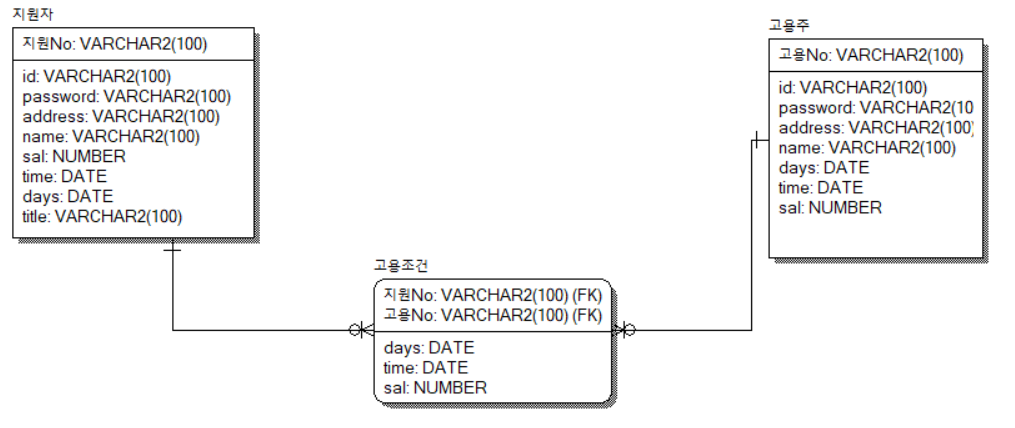 지원자
지원No: VARCHAR2(100)
id: VARCHAR2(100)
password: VARCHAR2(100)
address: VARCHAR2(100)
name: VARCHAR2(100)
sal: NUMBER
time: DATE
days: DATE
title: VARCHAR2(100)
고용주
고용No: VARCHAR2(100)
id: VARCHAR2(100)
password: VARCHAR2(10
address: VARCHAR2(100)
name: VARCHAR2(100)
days: DATE
time: DATE
sal: NUMBER
고용조건
지원No: VARCHAR2(100) (FK)
고용No: VARCHAR2(100) (FK)
days: DATE
time: DATE
sal: NUMBER